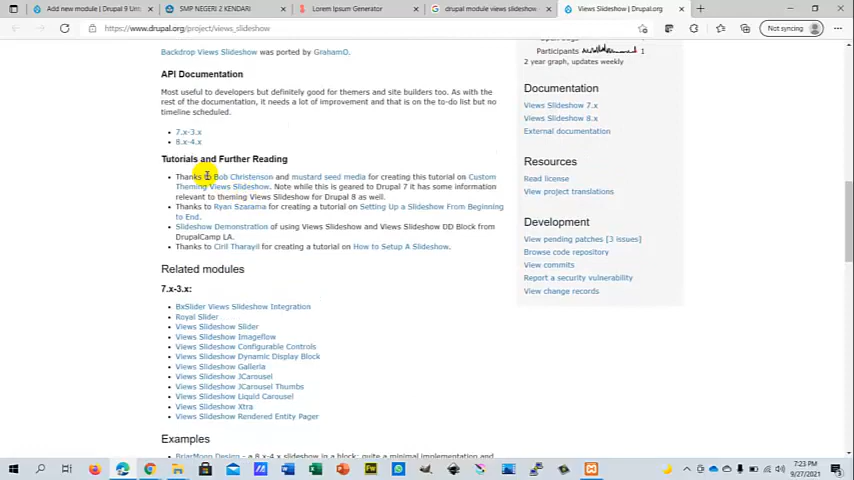 Add new module | Drupal 9 Um
SMP NEGERI 2 KENDARI
Lorem Ipsum Generator
drupal module views slideshow
Views Slideshow | Drupal.org
https://www.drupal.org/project/views_slideshow
Not syncing
Backdrop Views Slideshow was ported by GrahamO.
API Documentation
Most useful to developers but definitely good for themers and site builders too. As with the
rest of the documentation, it needs a lot of improvement and that is on the to-do list but no
timeline scheduled.
• 7.x-3.x
• 8.x-4.x
Tutorials and Further Reading
• Thanks to Bob Christenson and mustard seed media for creating this tutorial on Custom
Theming Views Slideshow. Note while this is geared to Drupal 7 it has some information
relevant to theming Views Slideshow for Drupal 8 as well.
• Thanks to Ryan Szarama for creating a tutorial on Setting Up a Slideshow From Beginning
to End.
• Slideshow Demonstration of using Views Slideshow and Views Slideshow DD Block from
DrupalCamp LA.
• Thanks to Ciril Tharayil for creating a tutorial on How to Setup A Slideshow.
Related modules
7.x-3.x:
• BxSlider Views Slideshow Integration
• Royal Slider
• Views Slideshow Slider
• Views Slideshow Imageflow
• Views Slideshow Configurable Controls
• Views Slideshow Dynamic Display Block
• Views Slideshow Galleria
• Views Slideshow JCarousel
• Views Slideshow JCarousel Thumbs
• Views Slideshow Liquid Carousel
• Views Slideshow Xtra
• Views Slideshow Rendered Entity Pager
Examples
• BriarMoon Design - a 8.x-4.x slideshow in a block; quite a minimal implementation and
Participants 1
2 year graph, updates weekly
Documentation
Views Slideshow 7.x
Views Slideshow 8.x
External documentation
Resources
Read license
View project translations
Development
View pending patches [3 issues]
Browse code repository
View commits
Report a security vulnerability
View change records
7:23 PM
9/27/2021